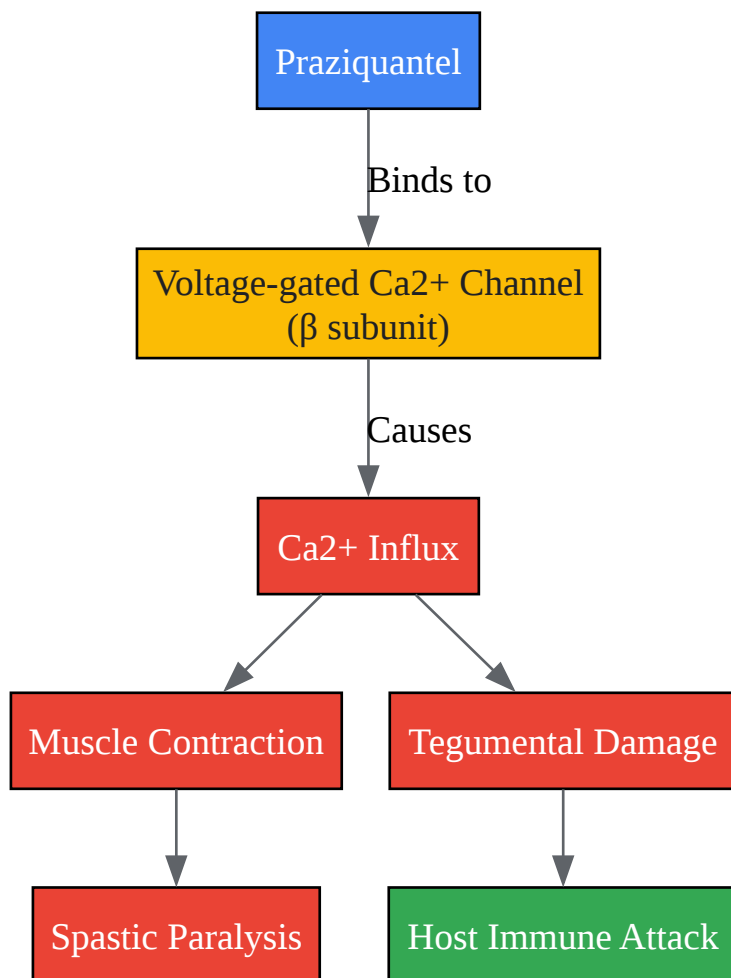 Praziquantel
Binds to
Voltage-gated Ca2+ Channel
(β subunit)
Causes
Ca2+ Influx
Muscle Contraction
Tegumental Damage
Spastic Paralysis
Host Immune Attack